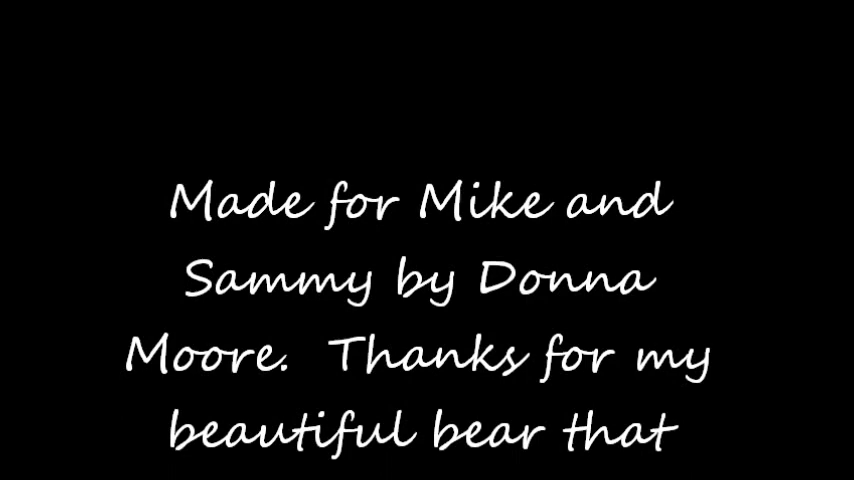 Made for Mike and
Sammy by Donna
Moore.  Thanks for my
beautiful bear that